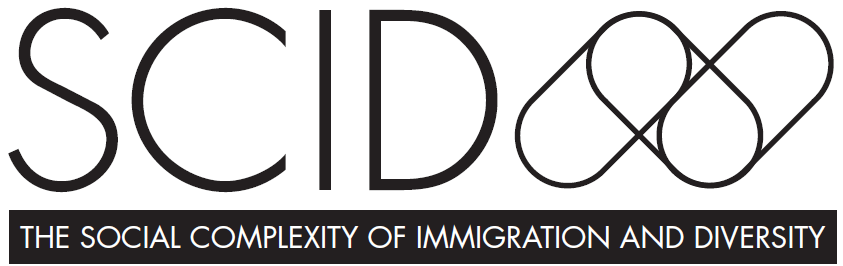 SCID
THE SOCIAL COMPLEXITY OF IMMIGRATION AND DIVERSITY